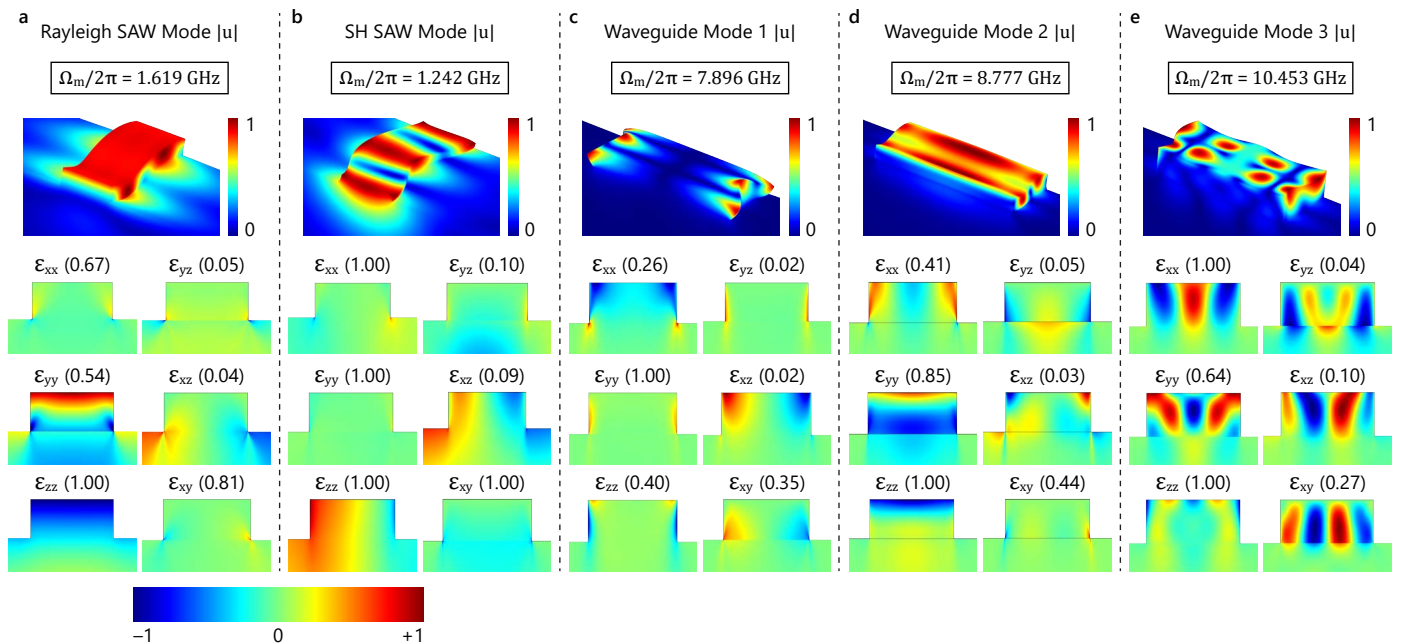 a
Rayleigh SAW Mode |u|
Ωm/2π = 1.619 GHz
1
0
εxx (0.67)
εyz (0.05)
εyy (0.54)
εxz (0.04)
εzz (1.00)
εxy (0.81)
b
SH SAW Mode |u|
Ωm/2π = 1.242 GHz
1
0
εxx (1.00)
εyz (0.10)
εyy (1.00)
εxz (0.09)
εzz (1.00)
εxy (1.00)
c
Waveguide Mode 1 |u|
Ωm/2π = 7.896 GHz
1
0
εxx (0.26)
εyz (0.02)
εyy (1.00)
εxz (0.02)
εzz (0.40)
εxy (0.35)
d
Waveguide Mode 2 |u|
Ωm/2π = 8.777 GHz
1
0
εxx (0.41)
εyz (0.05)
εyy (0.85)
εxz (0.03)
εzz (1.00)
εxy (0.44)
e
Waveguide Mode 3 |u|
Ωm/2π = 10.453 GHz
1
0
εxx (1.00)
εyz (0.04)
εyy (0.64)
εxz (0.10)
εzz (1.00)
εxy (0.27)
−1 0 +1